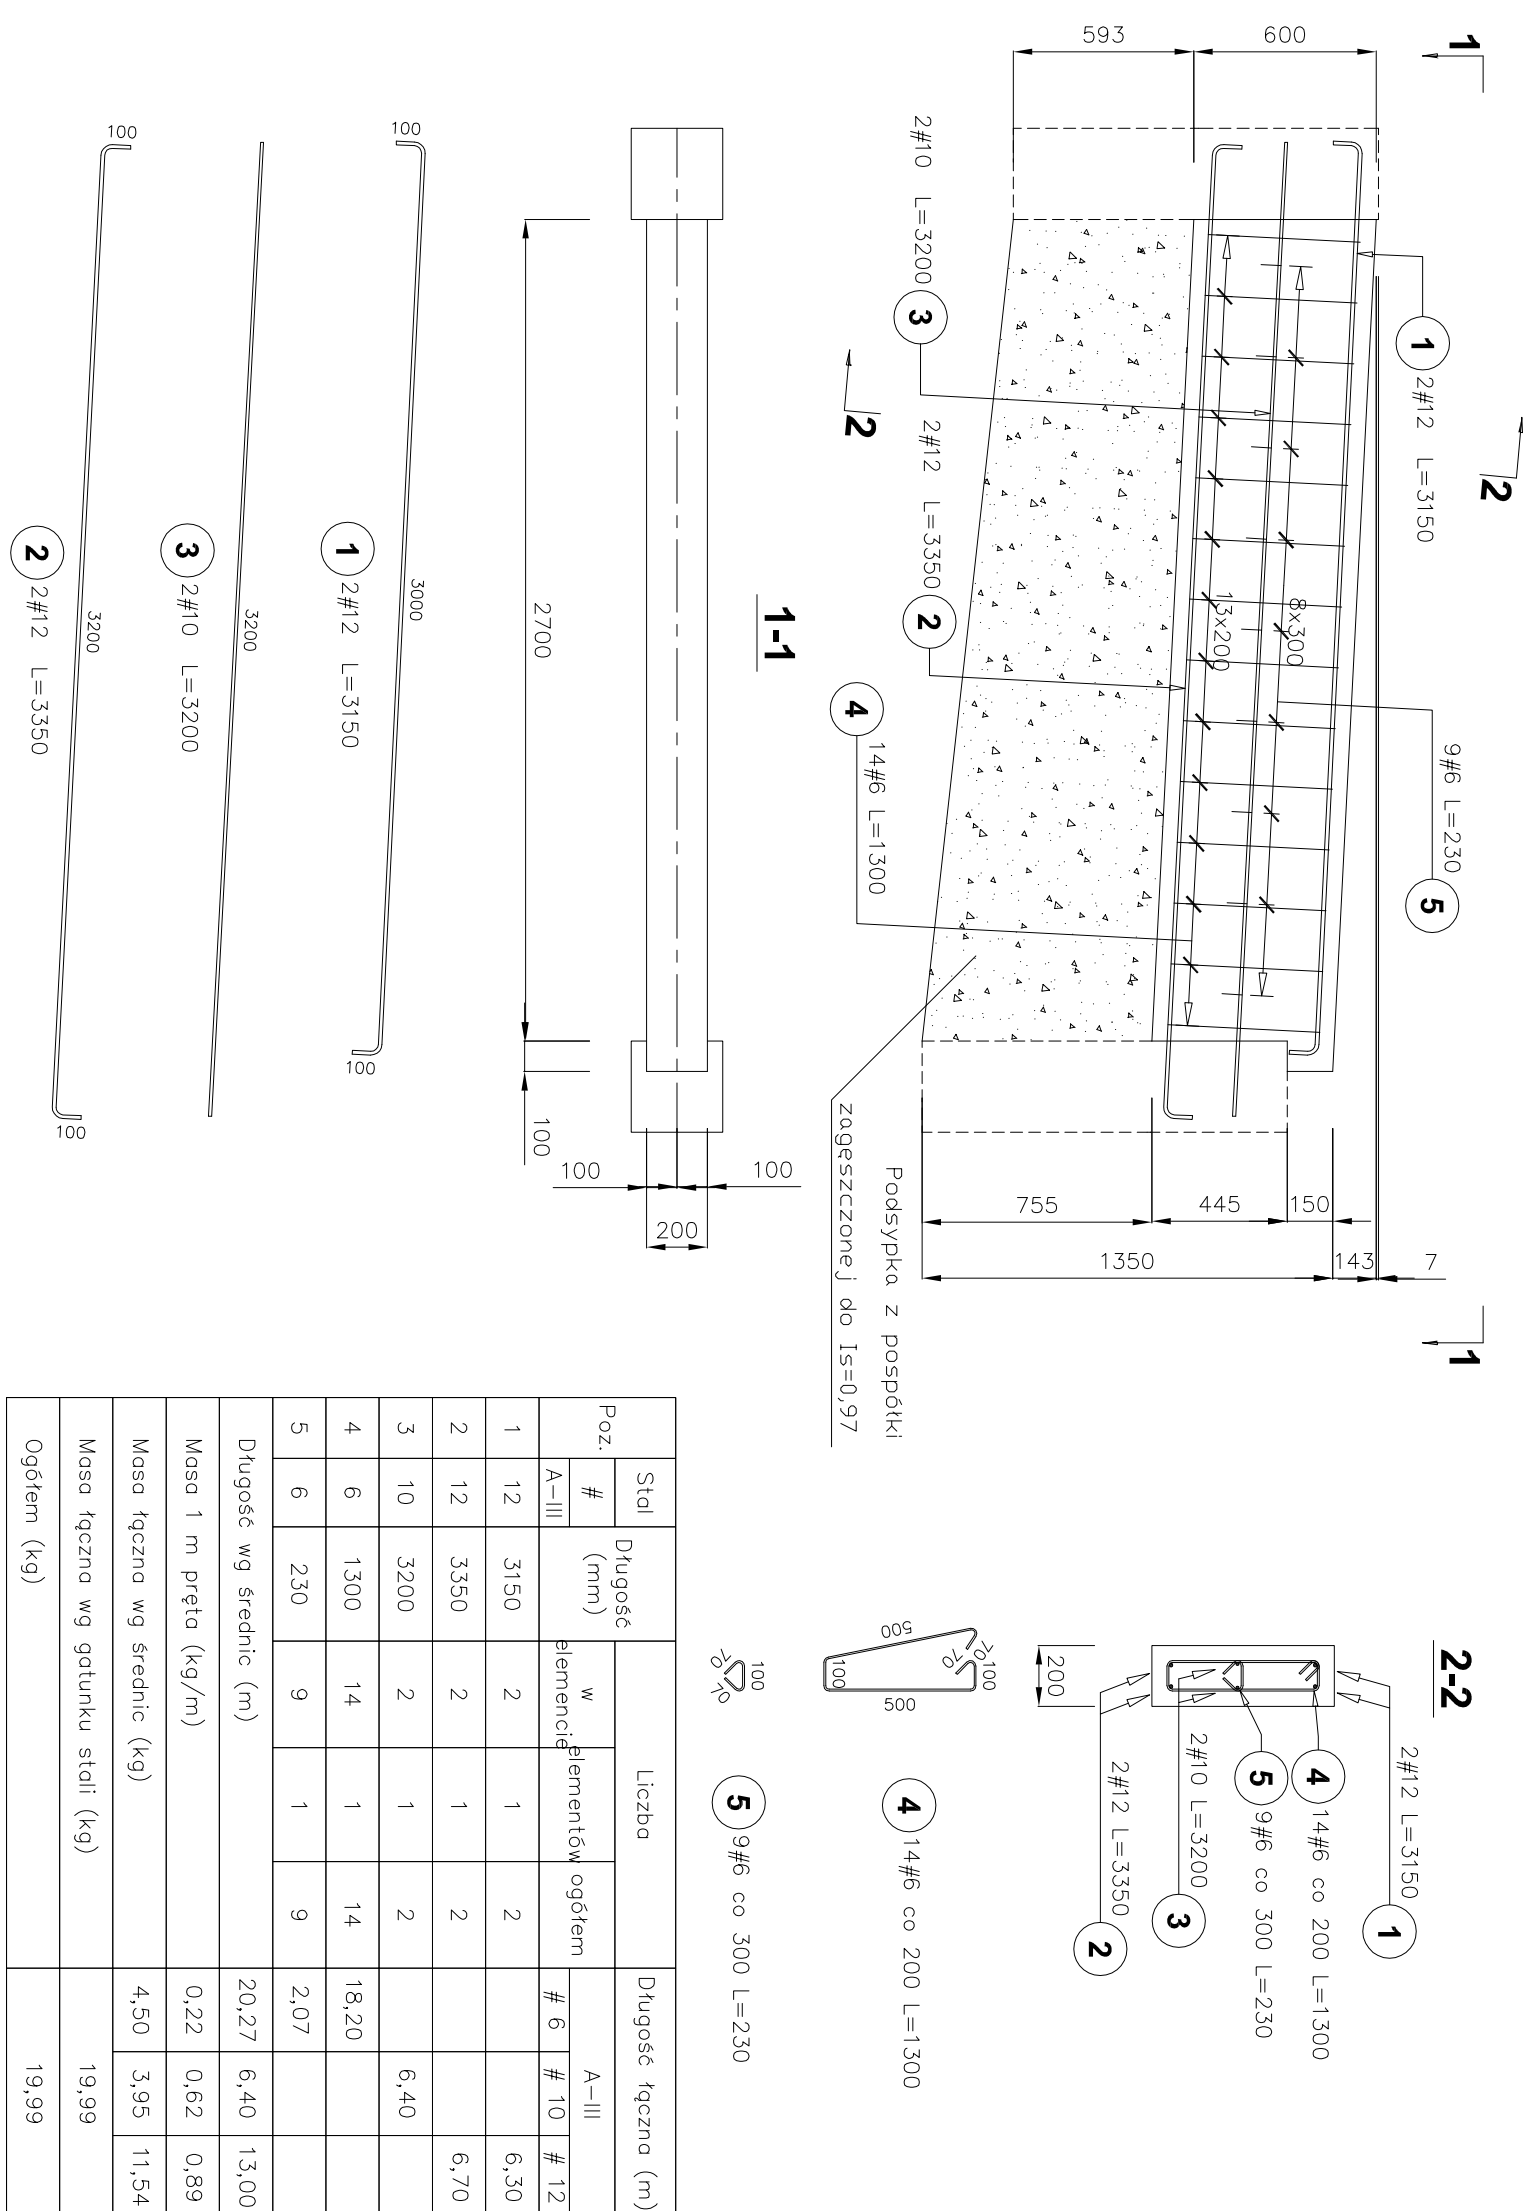 1
1
593
600
755
445
150
1350
143
7
1 2#12 L=3150
2
2
9#6 L=230 5
8x300
13x200
2#10 L=3200 3
2#12 L=3350 2
4 14#6 L=1300
Podsypka z pospółki
zagęszczonej do Is=0,97
1-1
2700
100
100
100
200
100
3000
100
1 2#12 L=3150
3200
3 2#10 L=3200
100
3200
100
2 2#12 L=3350
2-2
2#12 L=3150 1
4 14#6 co 200 L=1300
5 9#6 co 300 L=230
2#10 L=3200 3
2#12 L=3350 2
200
500
70
70
100
100
500
4 14#6 co 200 L=1300
100
70
70
5 9#6 co 300 L=230
Poz. Stal Długość (mm) Liczba Długość łączna (m)
# w elemencie elementów ogółem A-III
A-III # 6 # 10 # 12
1 12 3150 2 1 2 6,30
2 12 3350 2 1 2 6,70
3 10 3200 2 1 2 6,40
4 6 1300 14 1 14 18,20
5 6 230 9 1 9 2,07
Długość wg średnic (m) 20,27 6,40 13,00
Masa 1 m pręta (kg/m) 0,22 0,62 0,89
Masa łączna wg średnic (kg) 4,50 3,95 11,54
Masa łączna wg gatunku stali (kg) 19,99
Ogółem (kg) 19,99